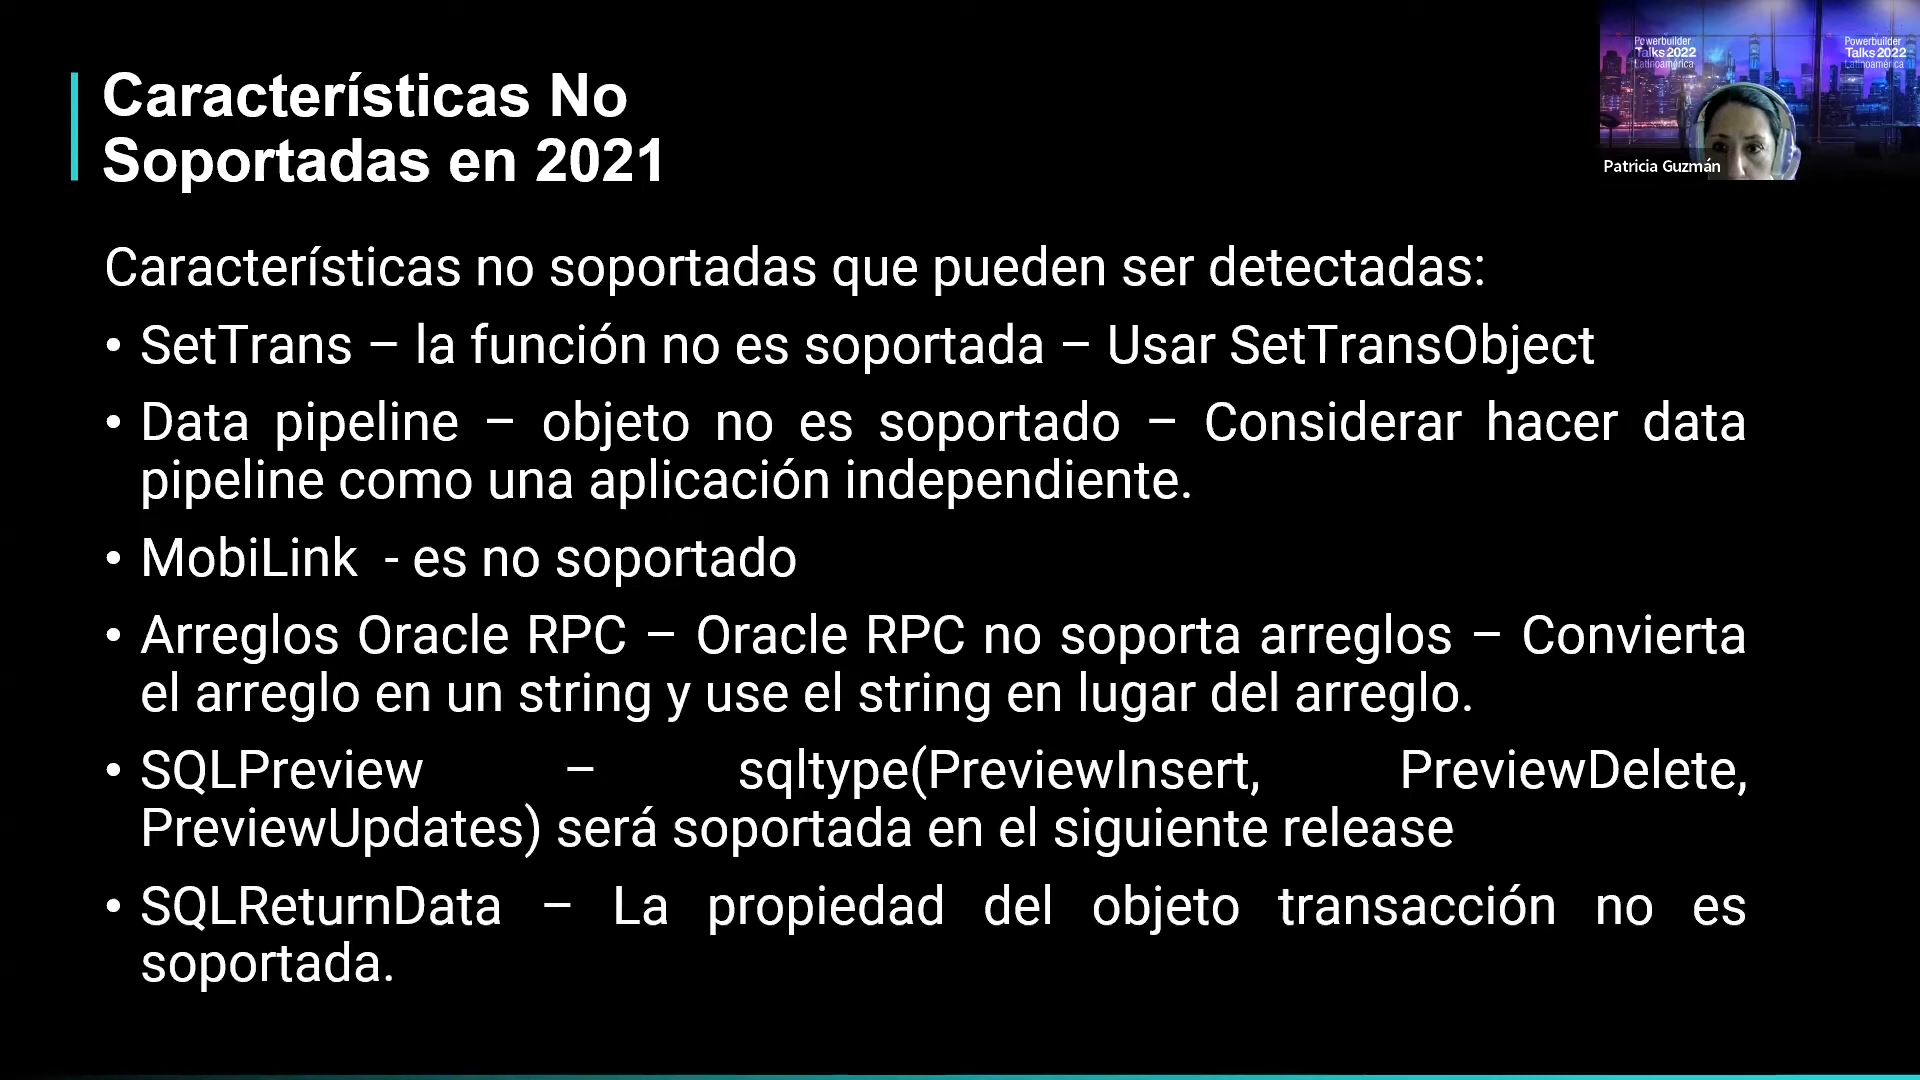 Características No
Soportadas en 2021
Powerbuilder
Talks 2022
Latinoamérica
Powerbuilder
Talks 2022
Latinoamérica
Patricia Guzmán
Características no soportadas que pueden ser detectadas:
• SetTrans – la función no es soportada – Usar SetTransObject
• Data pipeline – objeto no es soportado – Considerar hacer data
pipeline como una aplicación independiente.
• MobiLink - es no soportado
• Arreglos Oracle RPC – Oracle RPC no soporta arreglos – Convierta
el arreglo en un string y use el string en lugar del arreglo.
• SQLPreview – sqltype(PreviewInsert, PreviewDelete,
PreviewUpdates) será soportada en el siguiente release
• SQLReturnData – La propiedad del objeto transacción no es
soportada.